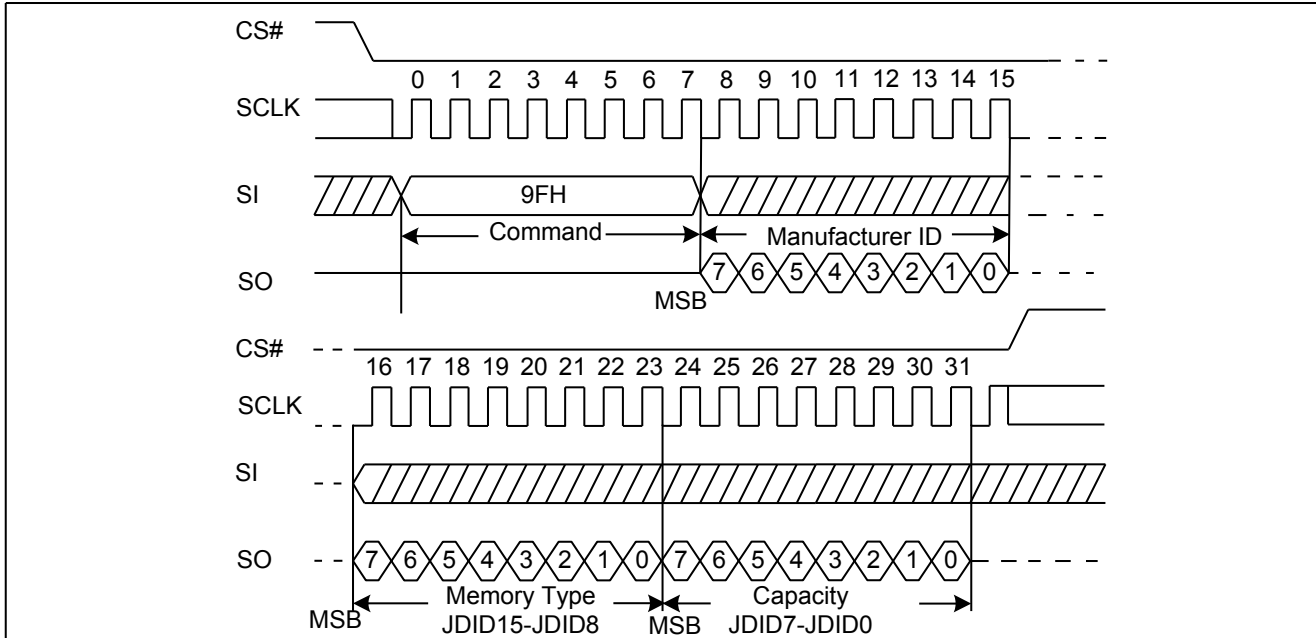 CS#
0 1 2 3 4 5 6 7 8 9 10 11 12 13 14 15
SCLK
SI 9FH
Command Manufacturer ID
SO 7 6 5 4 3 2 1 0
MSB
CS#
16 17 18 19 20 21 22 23 24 25 26 27 28 29 30 31
SCLK
SI
SO 7 6 5 4 3 2 1 0 7 6 5 4 3 2 1 0
Memory Type Capacity
MSB JDID15-JDID8 MSB JDID7-JDID0